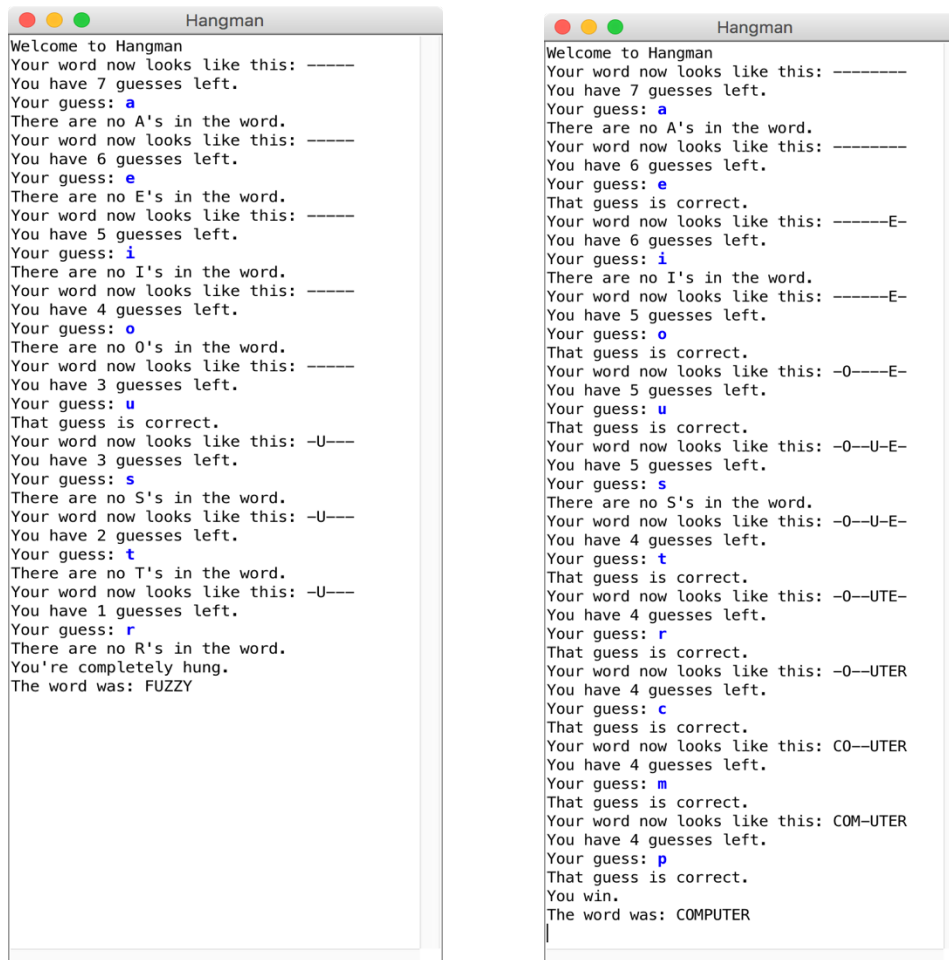 Hangman
Welcome to Hangman
Your word now looks like this: -----
You have 7 guesses left.
Your guess: a
There are no A's in the word.
Your word now looks like this: -----
You have 6 guesses left.
Your guess: e
There are no E's in the word.
Your word now looks like this: -----
You have 5 guesses left.
Your guess: i
There are no I's in the word.
Your word now looks like this: -----
You have 4 guesses left.
Your guess: o
There are no O's in the word.
Your word now looks like this: -----
You have 3 guesses left.
Your guess: u
That guess is correct.
Your word now looks like this: -U---
You have 3 guesses left.
Your guess: s
There are no S's in the word.
Your word now looks like this: -U---
You have 2 guesses left.
Your guess: t
There are no T's in the word.
Your word now looks like this: -U---
You have 1 guesses left.
Your guess: r
There are no R's in the word.
You're completely hung.
The word was: FUZZY
Hangman
Welcome to Hangman
Your word now looks like this: --------
You have 7 guesses left.
Your guess: a
There are no A's in the word.
Your word now looks like this: --------
You have 6 guesses left.
Your guess: e
That guess is correct.
Your word now looks like this: ------E-
You have 6 guesses left.
Your guess: i
There are no I's in the word.
Your word now looks like this: ------E-
You have 5 guesses left.
Your guess: o
That guess is correct.
Your word now looks like this: -O----E-
You have 5 guesses left.
Your guess: u
That guess is correct.
Your word now looks like this: -O--U-E-
You have 5 guesses left.
Your guess: s
There are no S's in the word.
Your word now looks like this: -O--U-E-
You have 4 guesses left.
Your guess: t
That guess is correct.
Your word now looks like this: -O--UTE-
You have 4 guesses left.
Your guess: r
That guess is correct.
Your word now looks like this: -O--UTER
You have 4 guesses left.
Your guess: c
That guess is correct.
Your word now looks like this: CO--UTER
You have 4 guesses left.
Your guess: m
That guess is correct.
Your word now looks like this: COM-UTER
You have 4 guesses left.
Your guess: p
That guess is correct.
You win.
The word was: COMPUTER